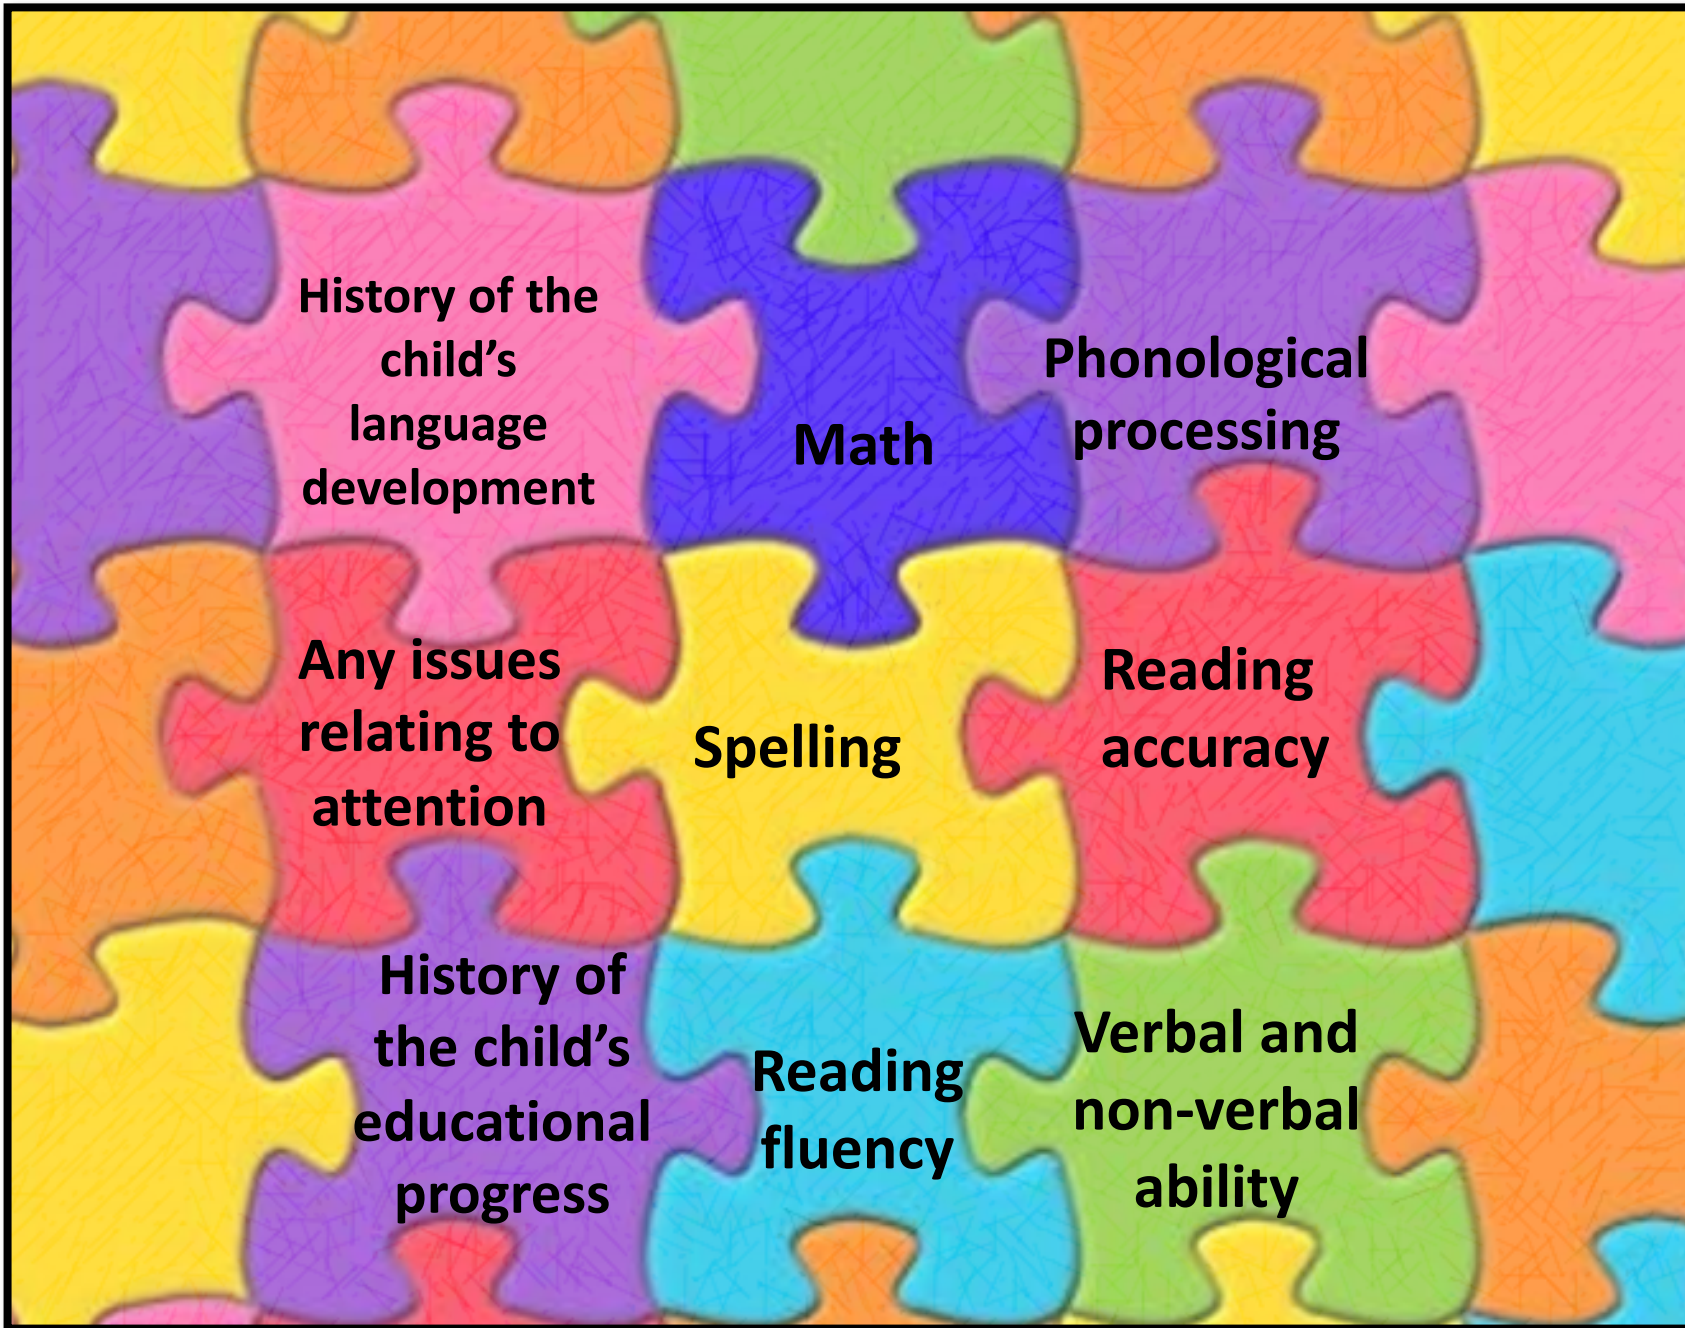 History of the
child’s
language
development
Math
Phonological
processing
Any issues
relating to
attention
Spelling
Reading
accuracy
History of
the child’s
educational
progress
Reading
fluency
Verbal and
non-verbal
ability